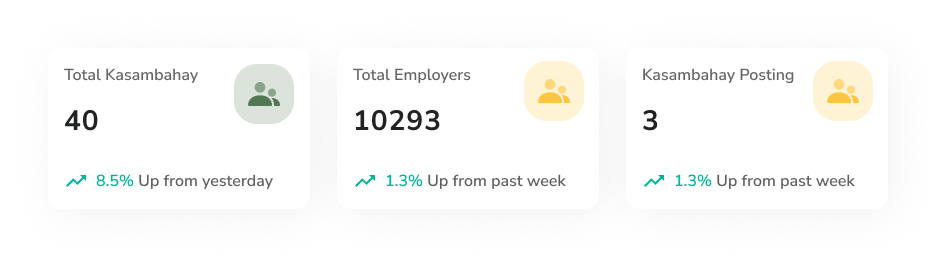 Total Kasambahay
40
8.5% Up from yesterday
Total Employers
10293
1.3% Up from past week
Kasambahay Posting
3
1.3% Up from past week